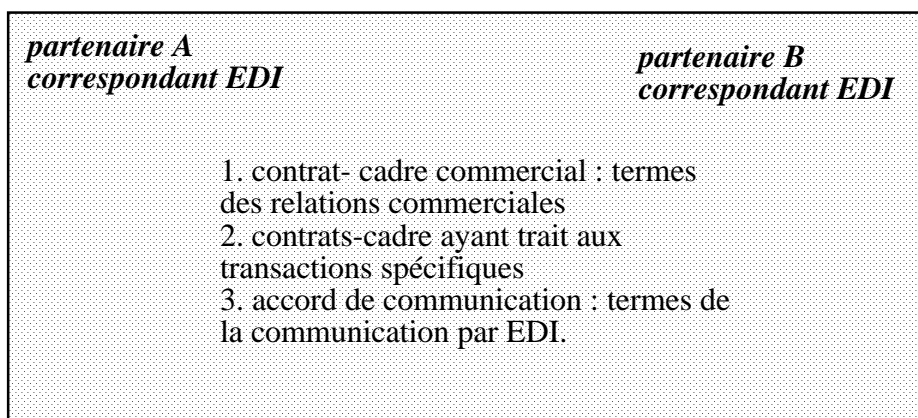 partenaire A
correspondant EDI
partenaire B
correspondant EDI
1. contrat- cadre commercial : termes
des relations commerciales
2. contrats-cadre ayant trait aux
transactions spécifiques
3. accord de communication : termes de
la communication par EDI.